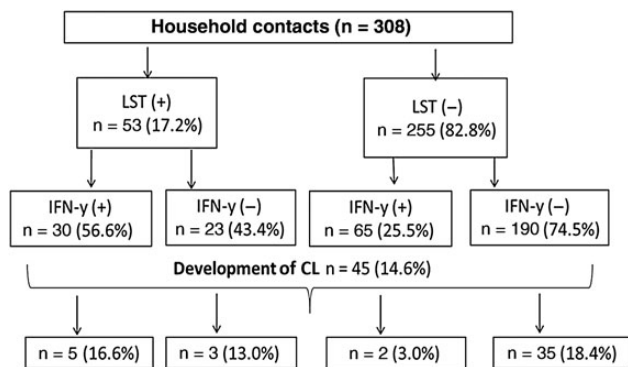 Household contacts (n = 308)
LST (+)
n = 53 (17.2%)
LST (−)
n = 255 (82.8%)
IFN-y (+)
n = 30 (56.6%)
IFN-y (−)
n = 23 (43.4%)
IFN-y (+)
n = 65 (25.5%)
IFN-y (−)
n = 190 (74.5%)
Development of CL n = 45 (14.6%)
n = 5 (16.6%)
n = 3 (13.0%)
n = 2 (3.0%)
n = 35 (18.4%)